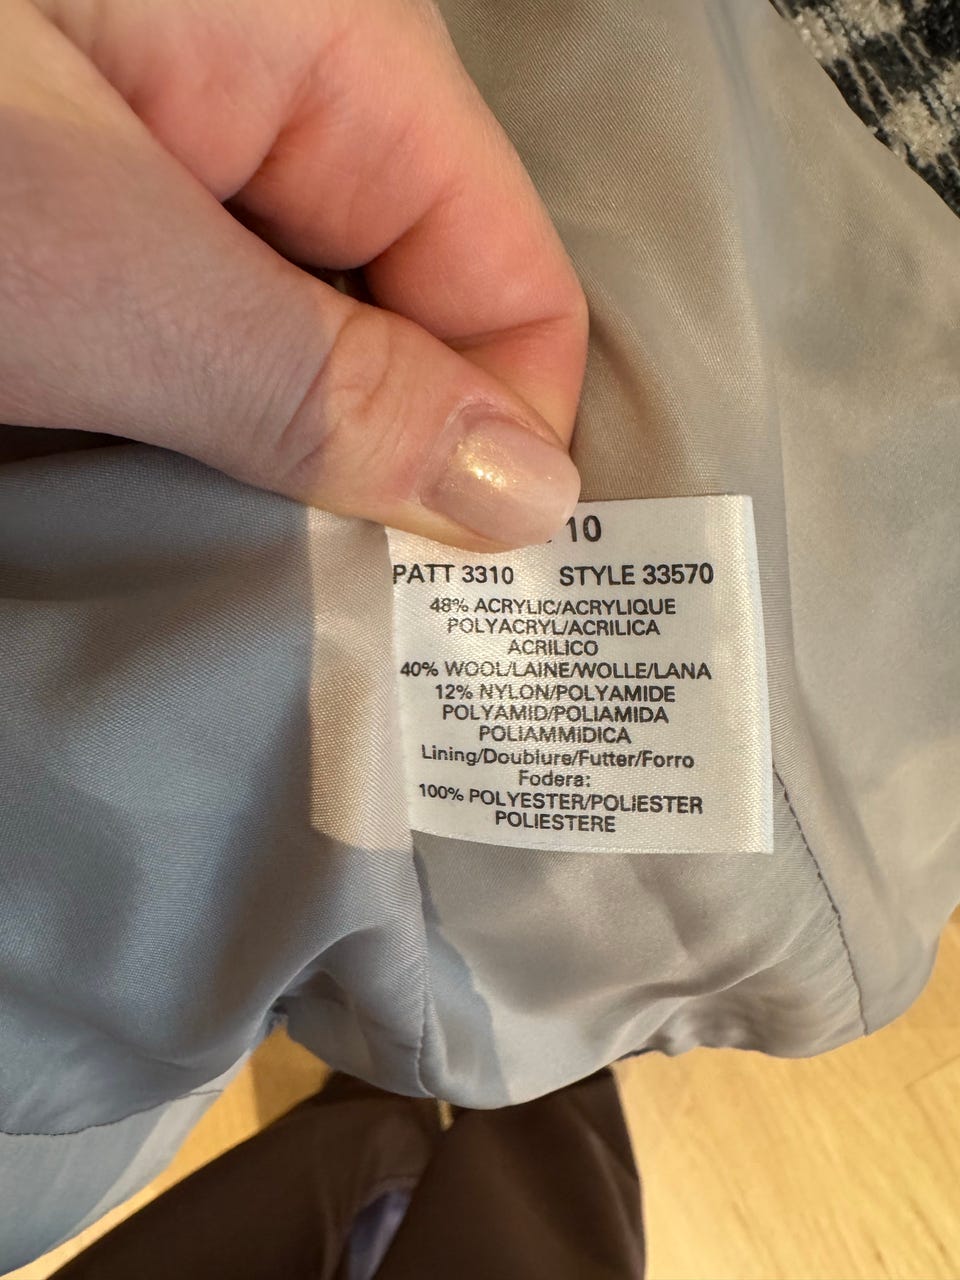 10
PATT 3310 STYLE 33570
48% ACRYLIC/ACRYLIQUE
POLYACRYL/ACRILICA
ACRILICO
40% WOOL/LAINE/WOLLE/LANA
12% NYLON/POLYAMIDE
POLYAMID/POLIAMIDA
POLIAMMIDICA
Lining/Doublure/Futter/Forro
Fodera:
100% POLYESTER/POLIESTER
POLIESTERE